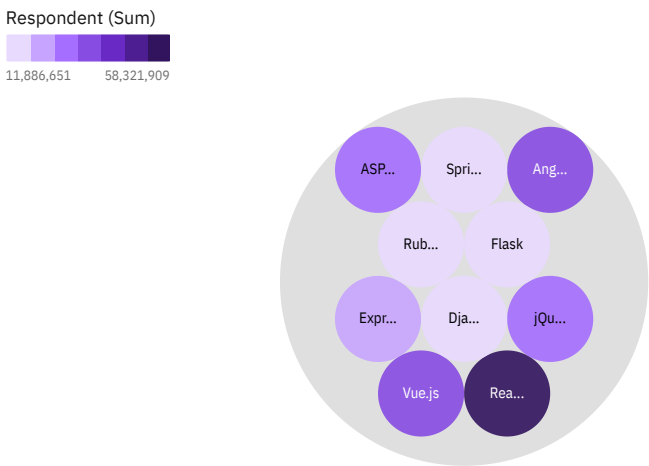 Respondent (Sum)
11,886,651 58,321,909
ASP... Spri... Ang...
Rub... Flask
Expr... Dja... jQu...
Vue.js Rea...